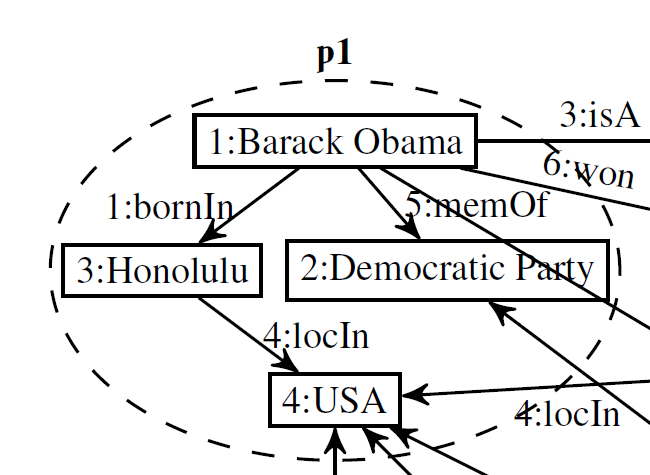 p1
3:isA
1:Barack Obama
6:won
1:bornIn
5:memOf
3:Honolulu
2:Democratic Party
4:locIn
4:USA
4:locIn